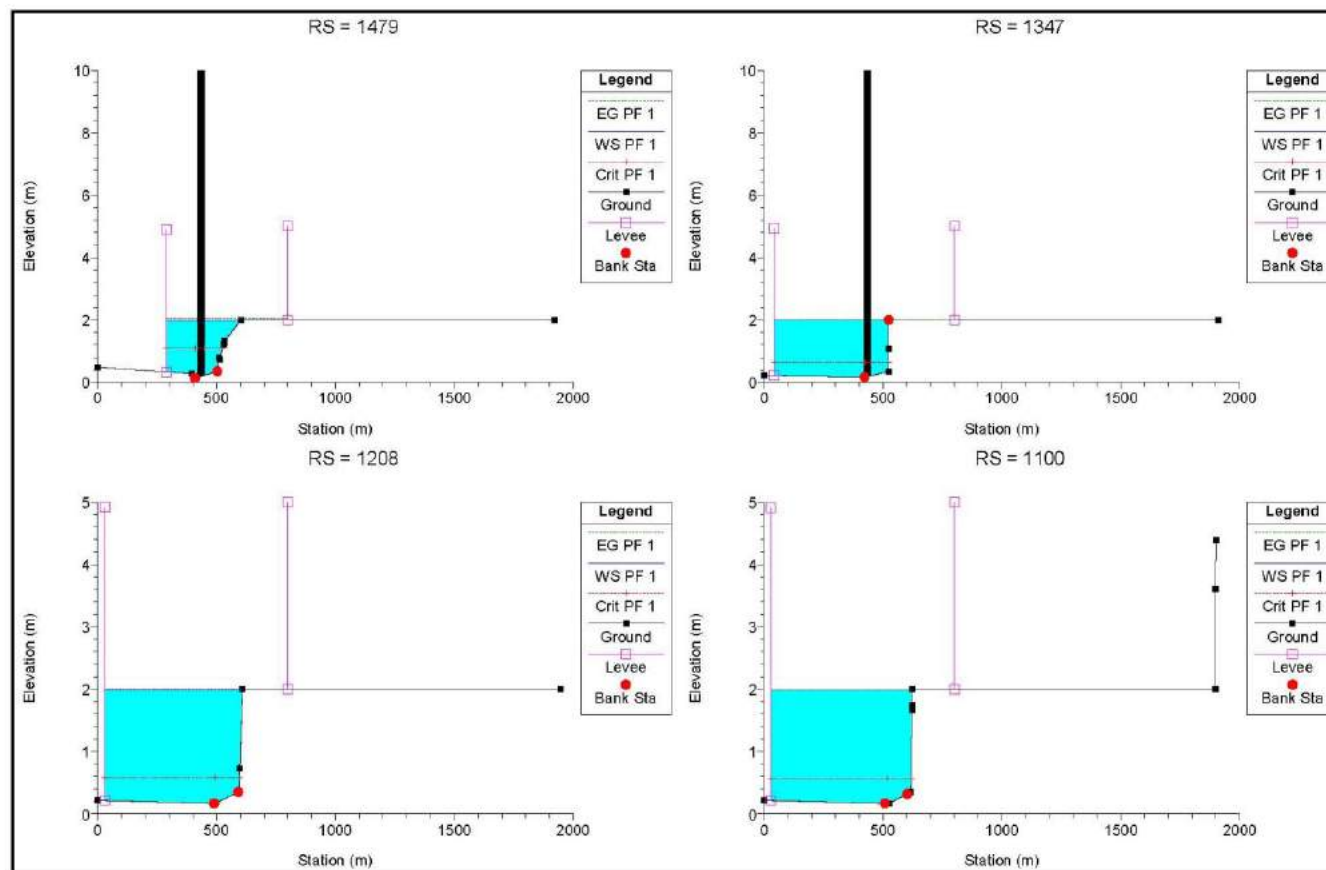 RS = 1479
10
8
6
4
2
0
Elevation (m)
0
500
1000
1500
2000
Station (m)
Legend
EG PF 1
WS PF 1
Crit PF 1
Ground
Levee
Bank Sta
RS = 1347
10
8
6
4
2
0
Elevation (m)
0
500
1000
1500
2000
Station (m)
Legend
EG PF 1
WS PF 1
Crit PF 1
Ground
Levee
Bank Sta
RS = 1208
5
4
3
2
1
0
Elevation (m)
0
500
1000
1500
2000
Station (m)
Legend
EG PF 1
WS PF 1
Crit PF 1
Ground
Levee
Bank Sta
RS = 1100
5
4
3
2
1
0
Elevation (m)
0
500
1000
1500
2000
Station (m)
Legend
EG PF 1
WS PF 1
Crit PF 1
Ground
Levee
Bank Sta